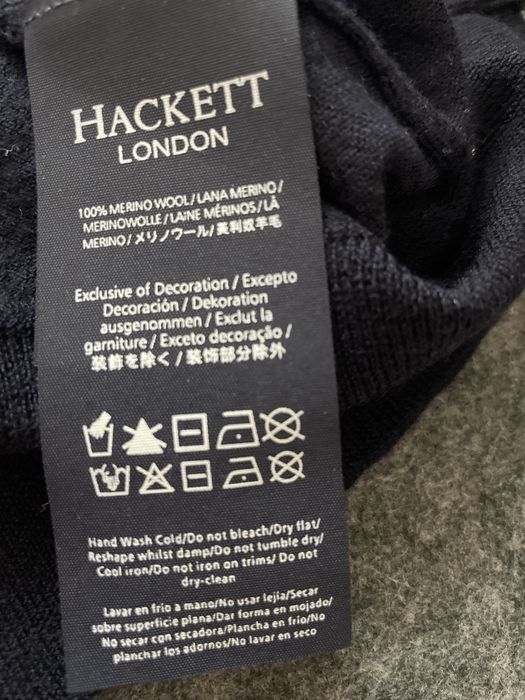 HACKETT
LONDON
100% MERINO WOOL/LANA MERINO/
MERINOWOLLE/LAINE MÉRINOS/LÀ
MERINO/メリノウール/美利奴羊毛
Exclusive of Decoration / Excepto
Decoración / Dekoration
ausgenommen / Exclut la
garniture / Exceto decoração /
装飾を除く / 装饰部分除外
Hand Wash Cold/Do not bleach/Dry flat/
Reshape whilst damp/Do not tumble dry/
Cool iron/Do not iron on trims/ Do not
dry-clean
Lavar en frío a mano/No usar lejía/Secar
sobre superficie plana/Dar forma en mojado/
No secar con secadora/Plancha en frío/No
planchar los adornos/No lavar en seco